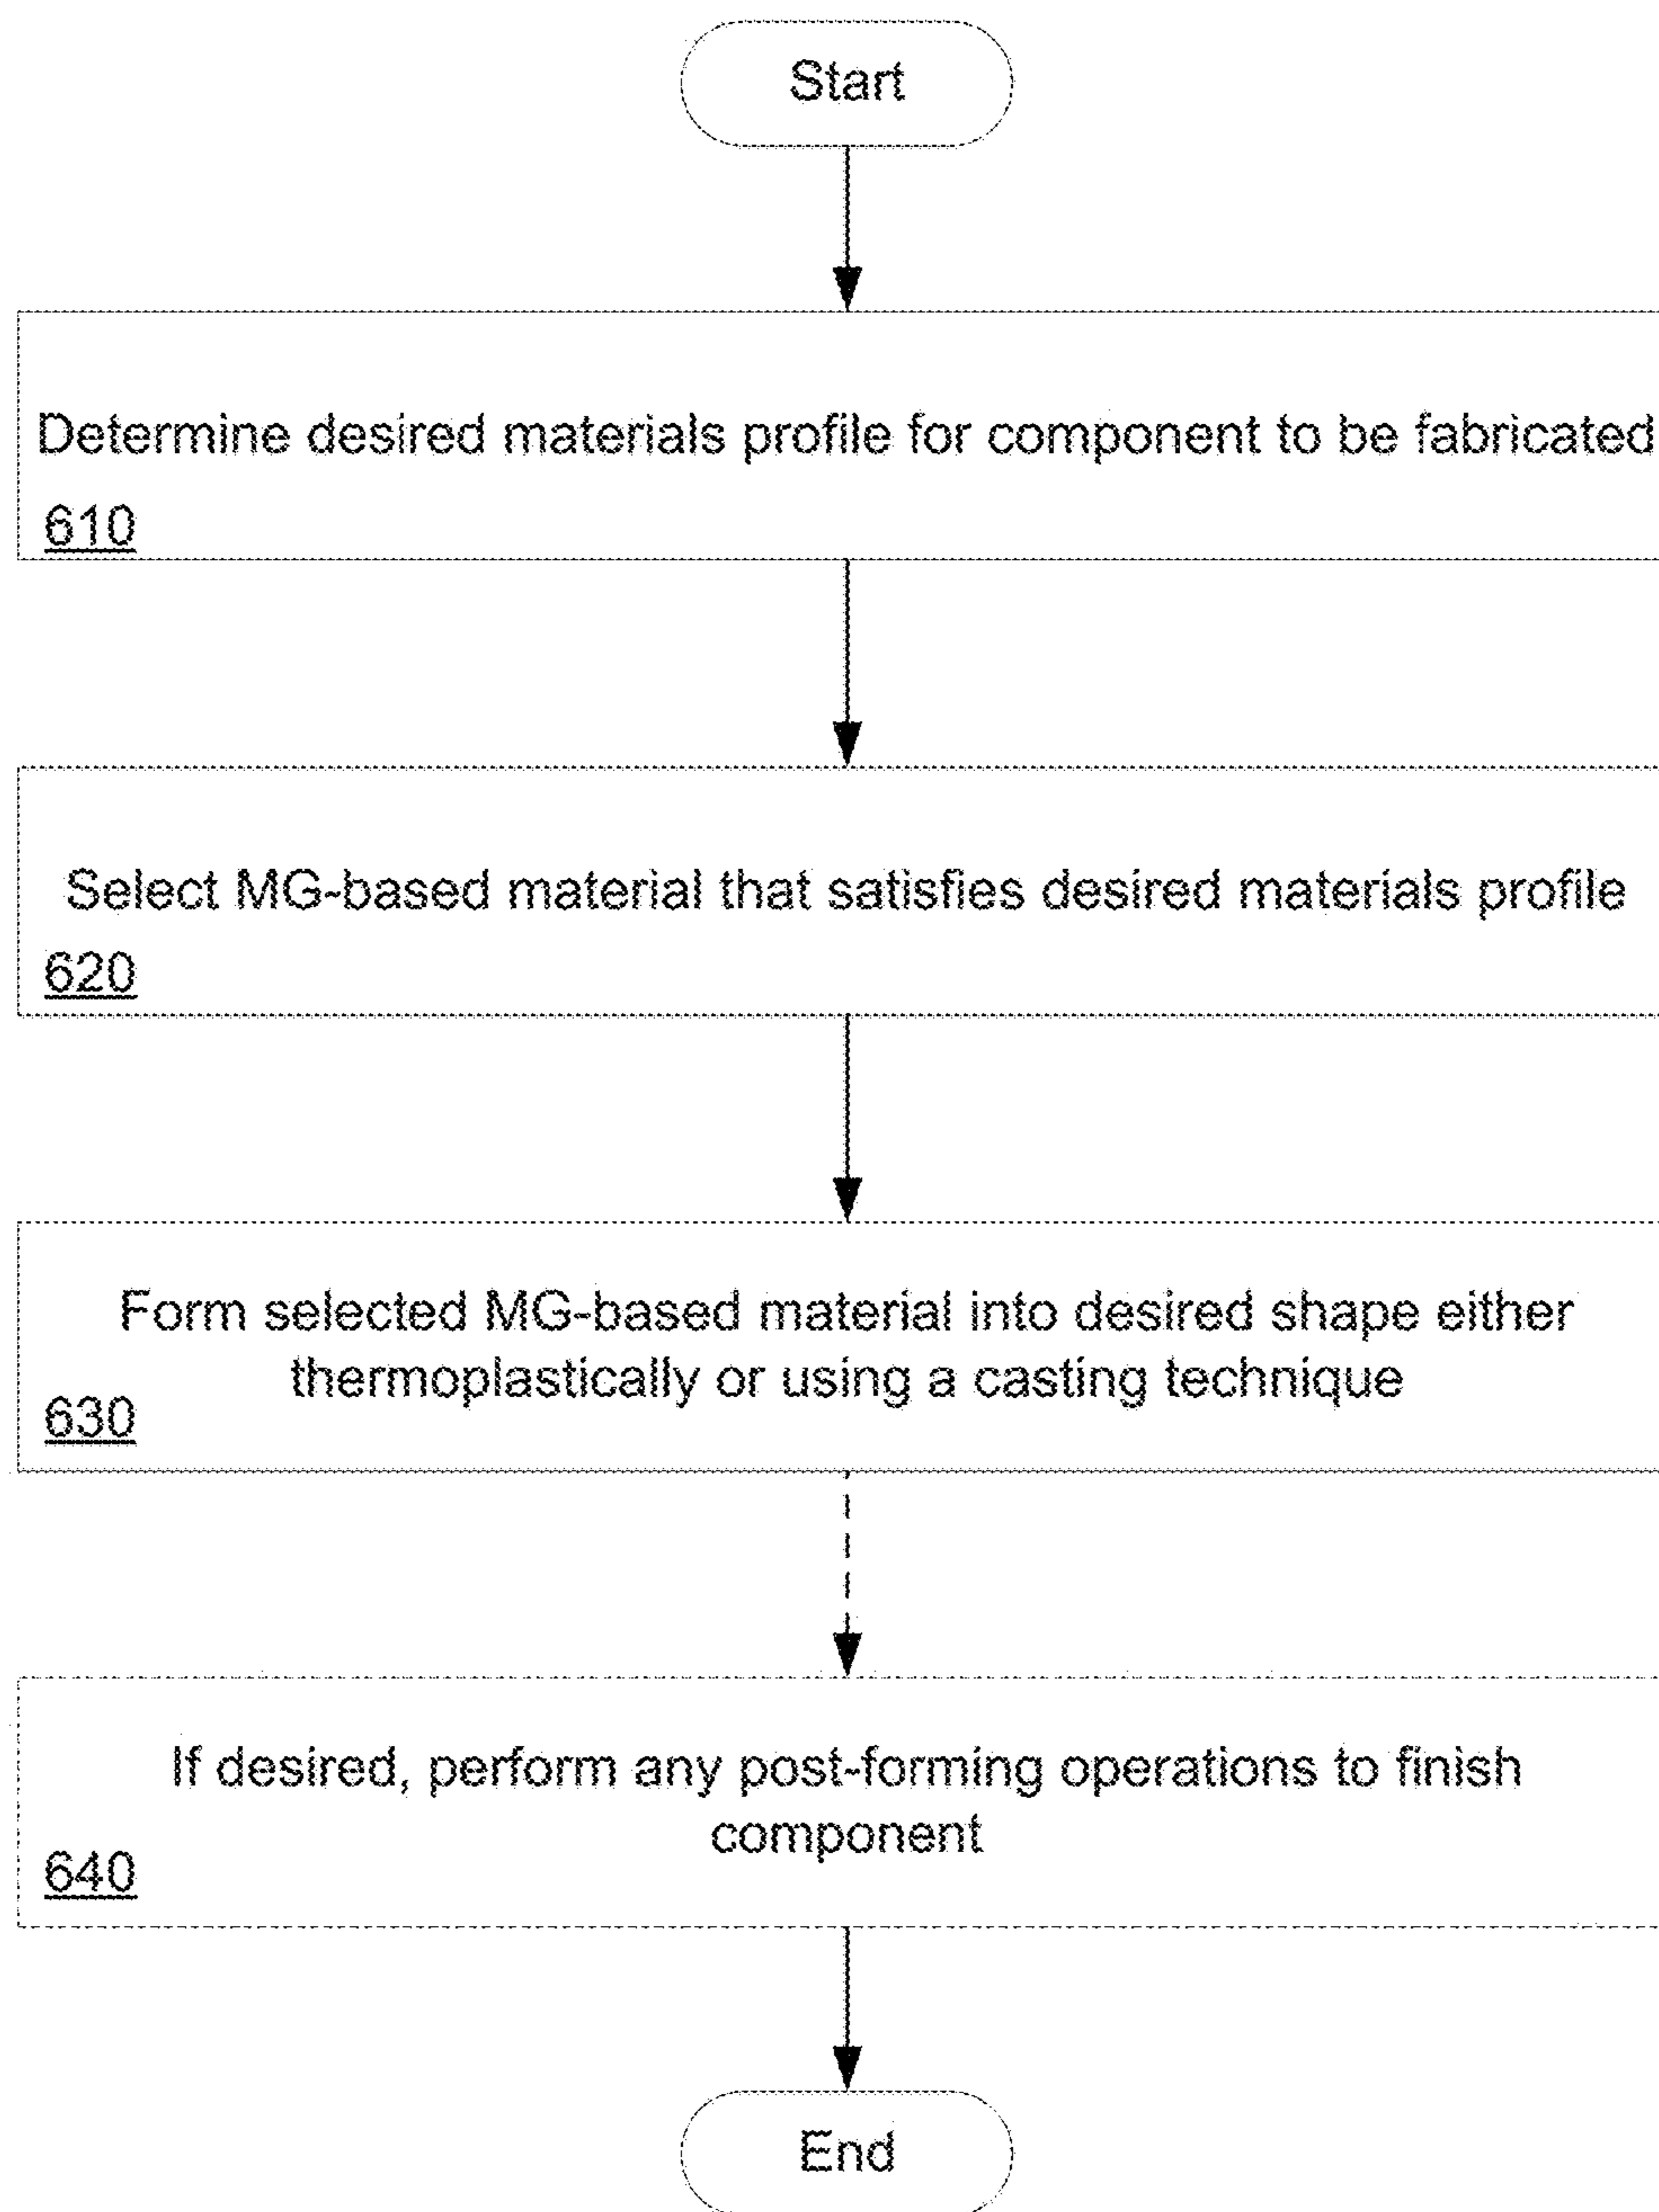 Start
Determine desired materials profile for component to be fabricated
610
Select MG-based material that satisfies desired materials profile
620
Form selected MG-based material into desired shape either
thermoplastically or using a casting technique
630
If desired, perform any post-forming operations to finish
component
640
End